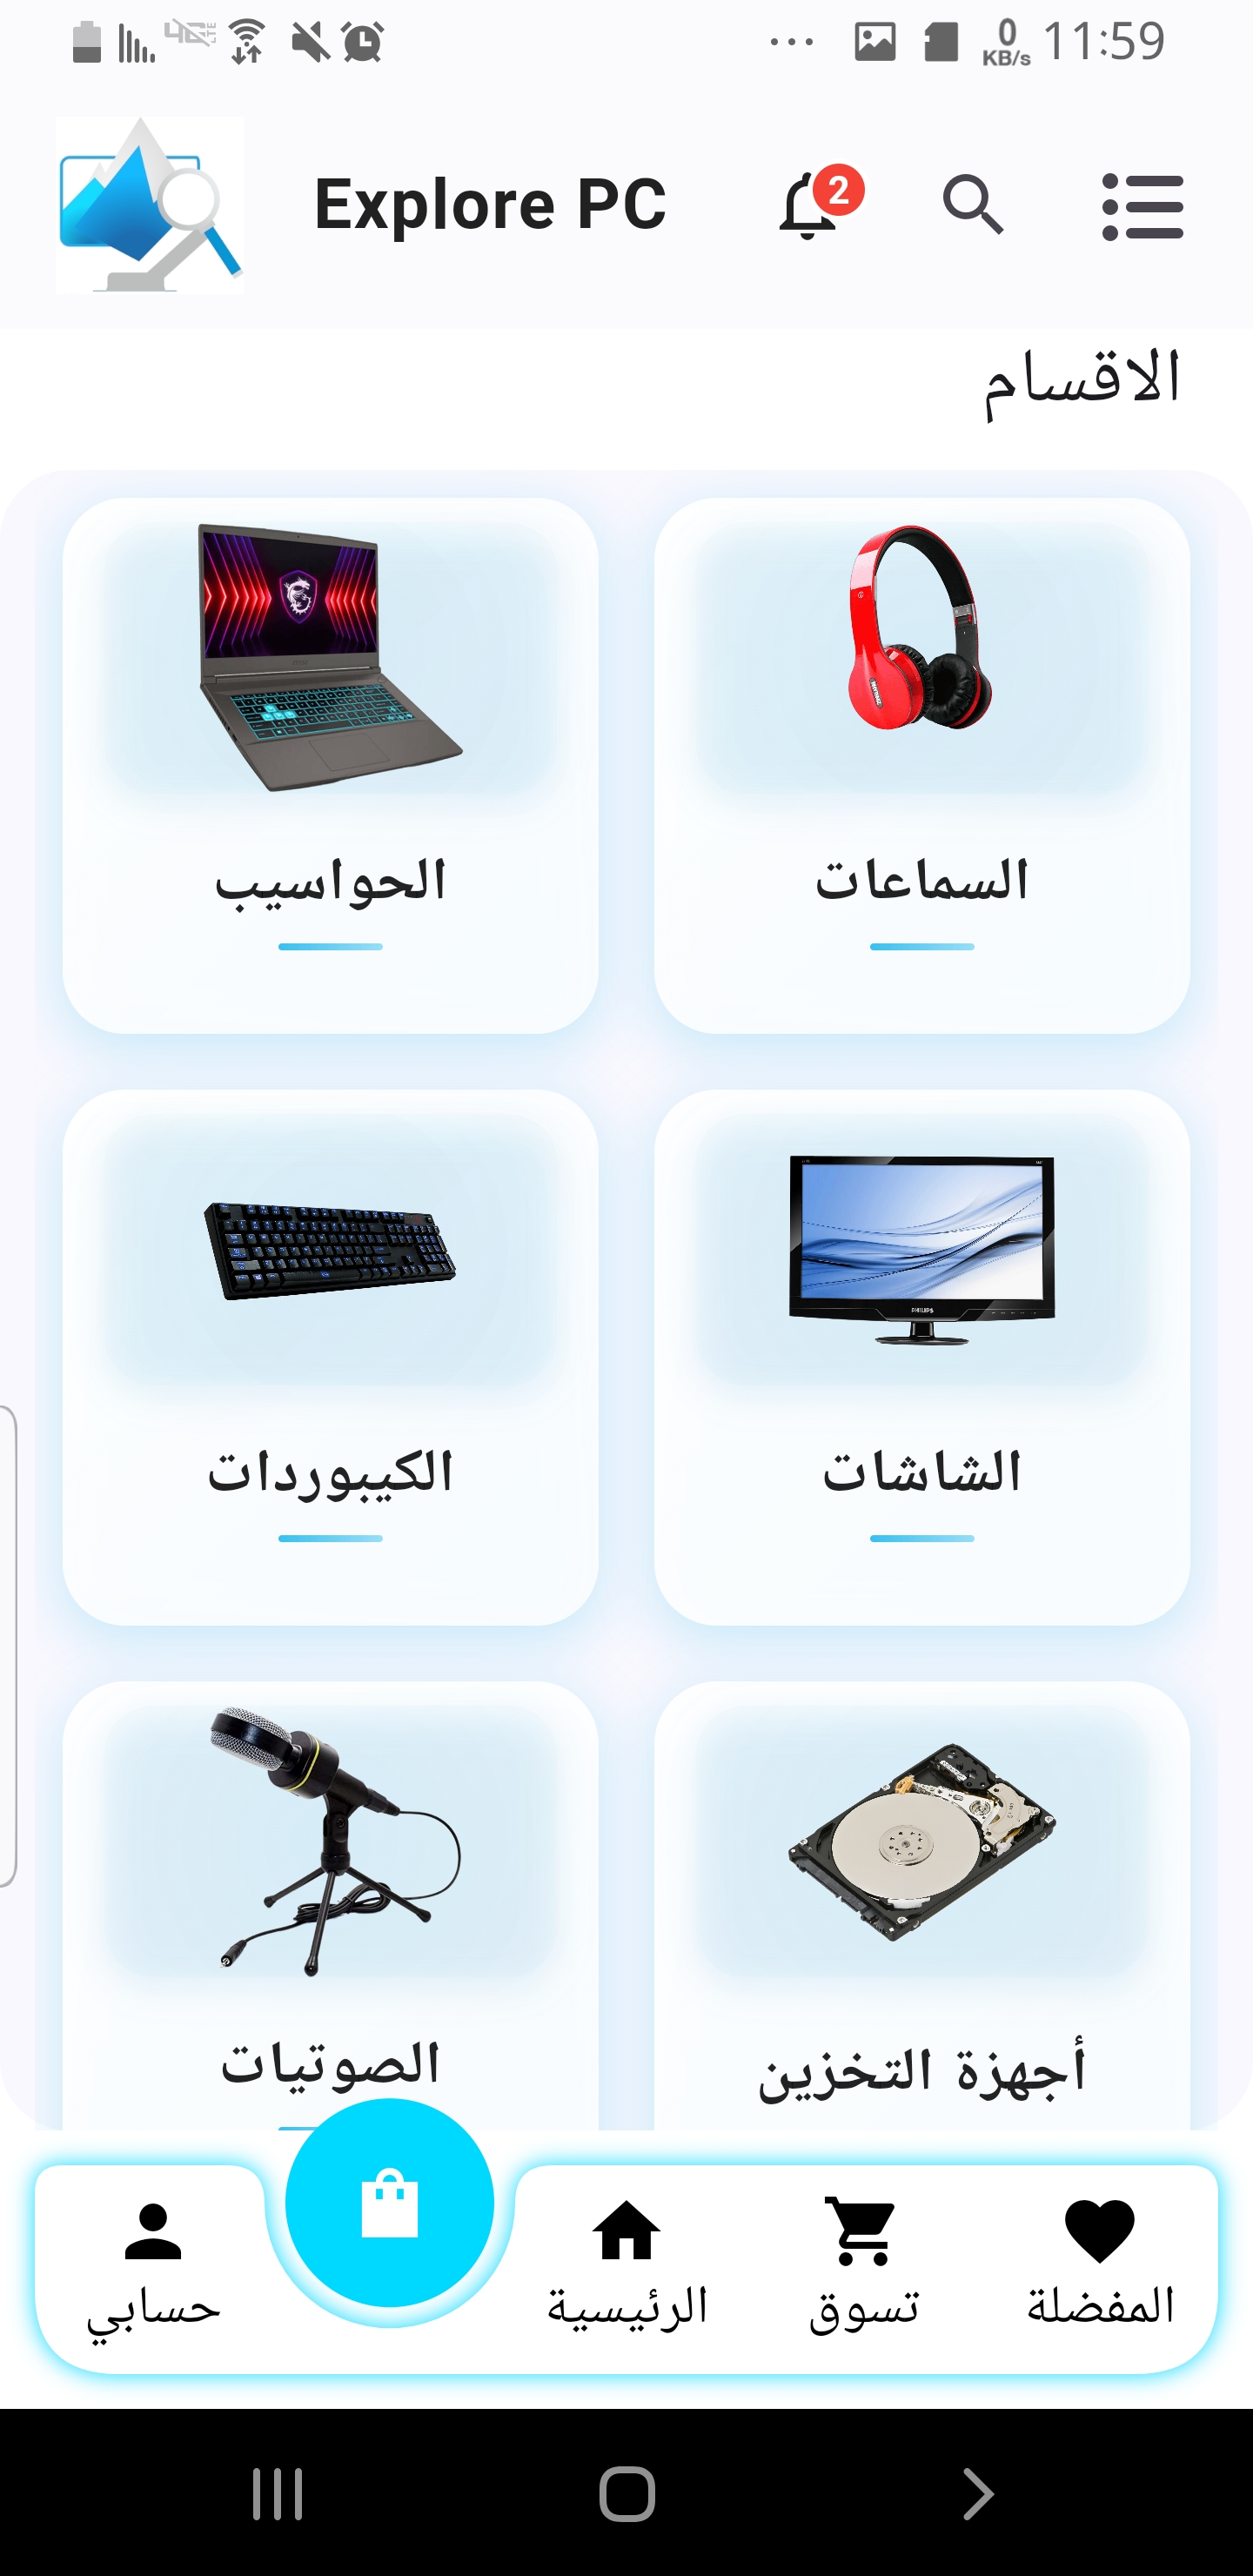 0 KB/s 11:59
Explore PC
2
الاقسام
السماعات
الحواسيب
PHILIPS
الشاشات
الكيبوردات
أجهزة التخزين
الصوتيات
المفضلة
تسوق
الرئيسية
حسابي